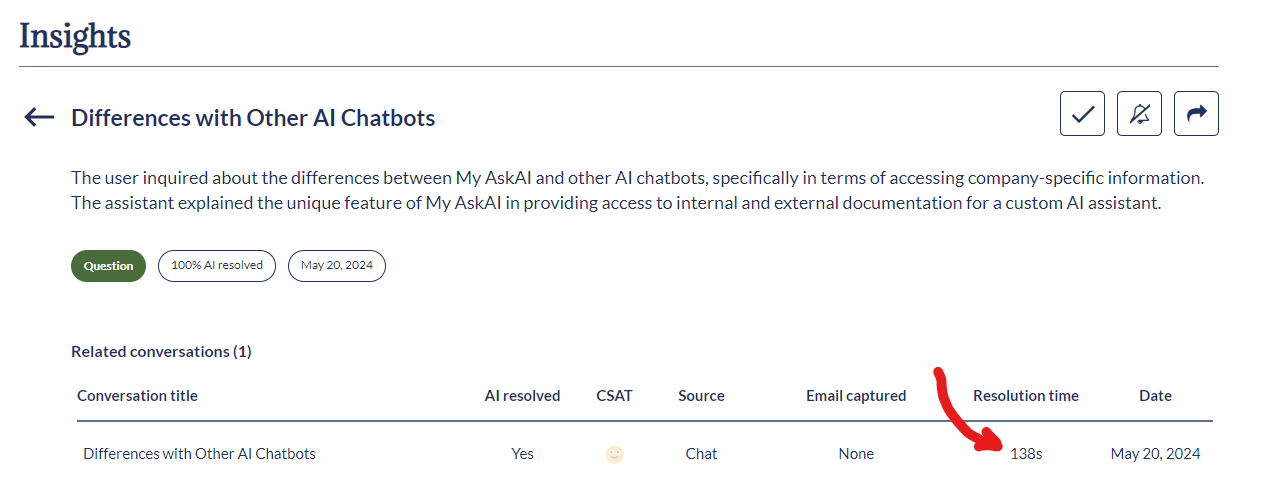 Insights
Differences with Other AI Chatbots
The user inquired about the differences between My AskAI and other AI chatbots, specifically in terms of accessing company-specific information.
The assistant explained the unique feature of My AskAI in providing access to internal and external documentation for a custom AI assistant.
Question 100% AI resolved May 20, 2024
Related conversations (1)
Conversation title AI resolved CSAT Source Email captured Resolution time Date
Differences with Other AI Chatbots Yes Chat None 138s May 20, 2024